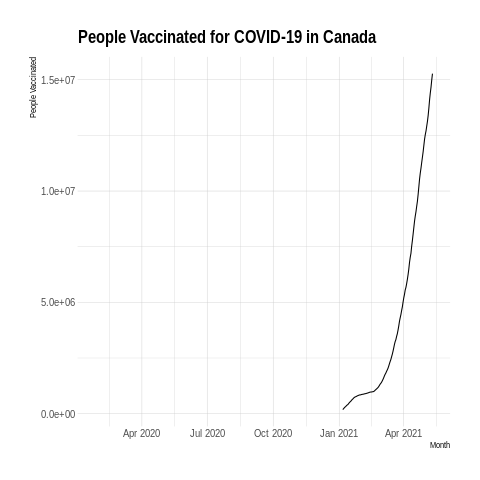 People Vaccinated for COVID-19 in Canada
People Vaccinated
1.5e+07
1.0e+07
5.0e+06
0.0e+00
Apr 2020 Jul 2020 Oct 2020 Jan 2021 Apr 2021
Month